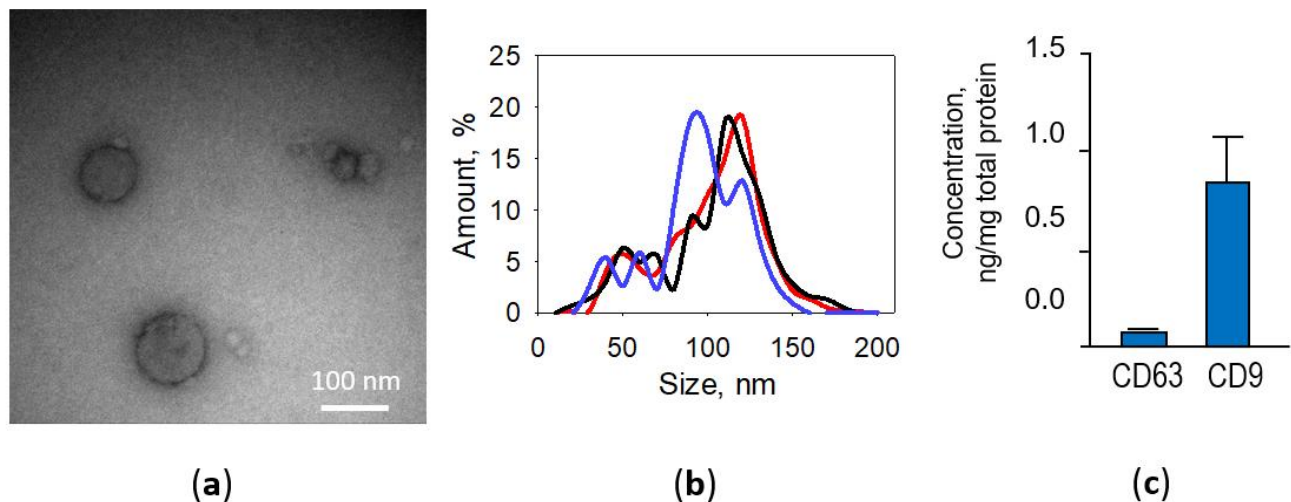 100 nm
(a)
Amount, %
25
20
15
10
5
0
0 50 100 150 200
Size, nm
(b)
Concentration,
ng/mg total protein
1.5
1.0
0.5
0.0
CD63 CD9
(c)